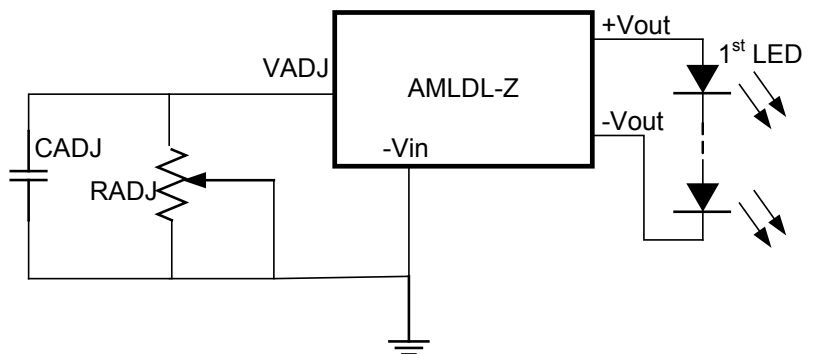 +Vout
1st LED
VADJ
AMLDL-Z
-Vout
CADJ
-Vin
RADJ